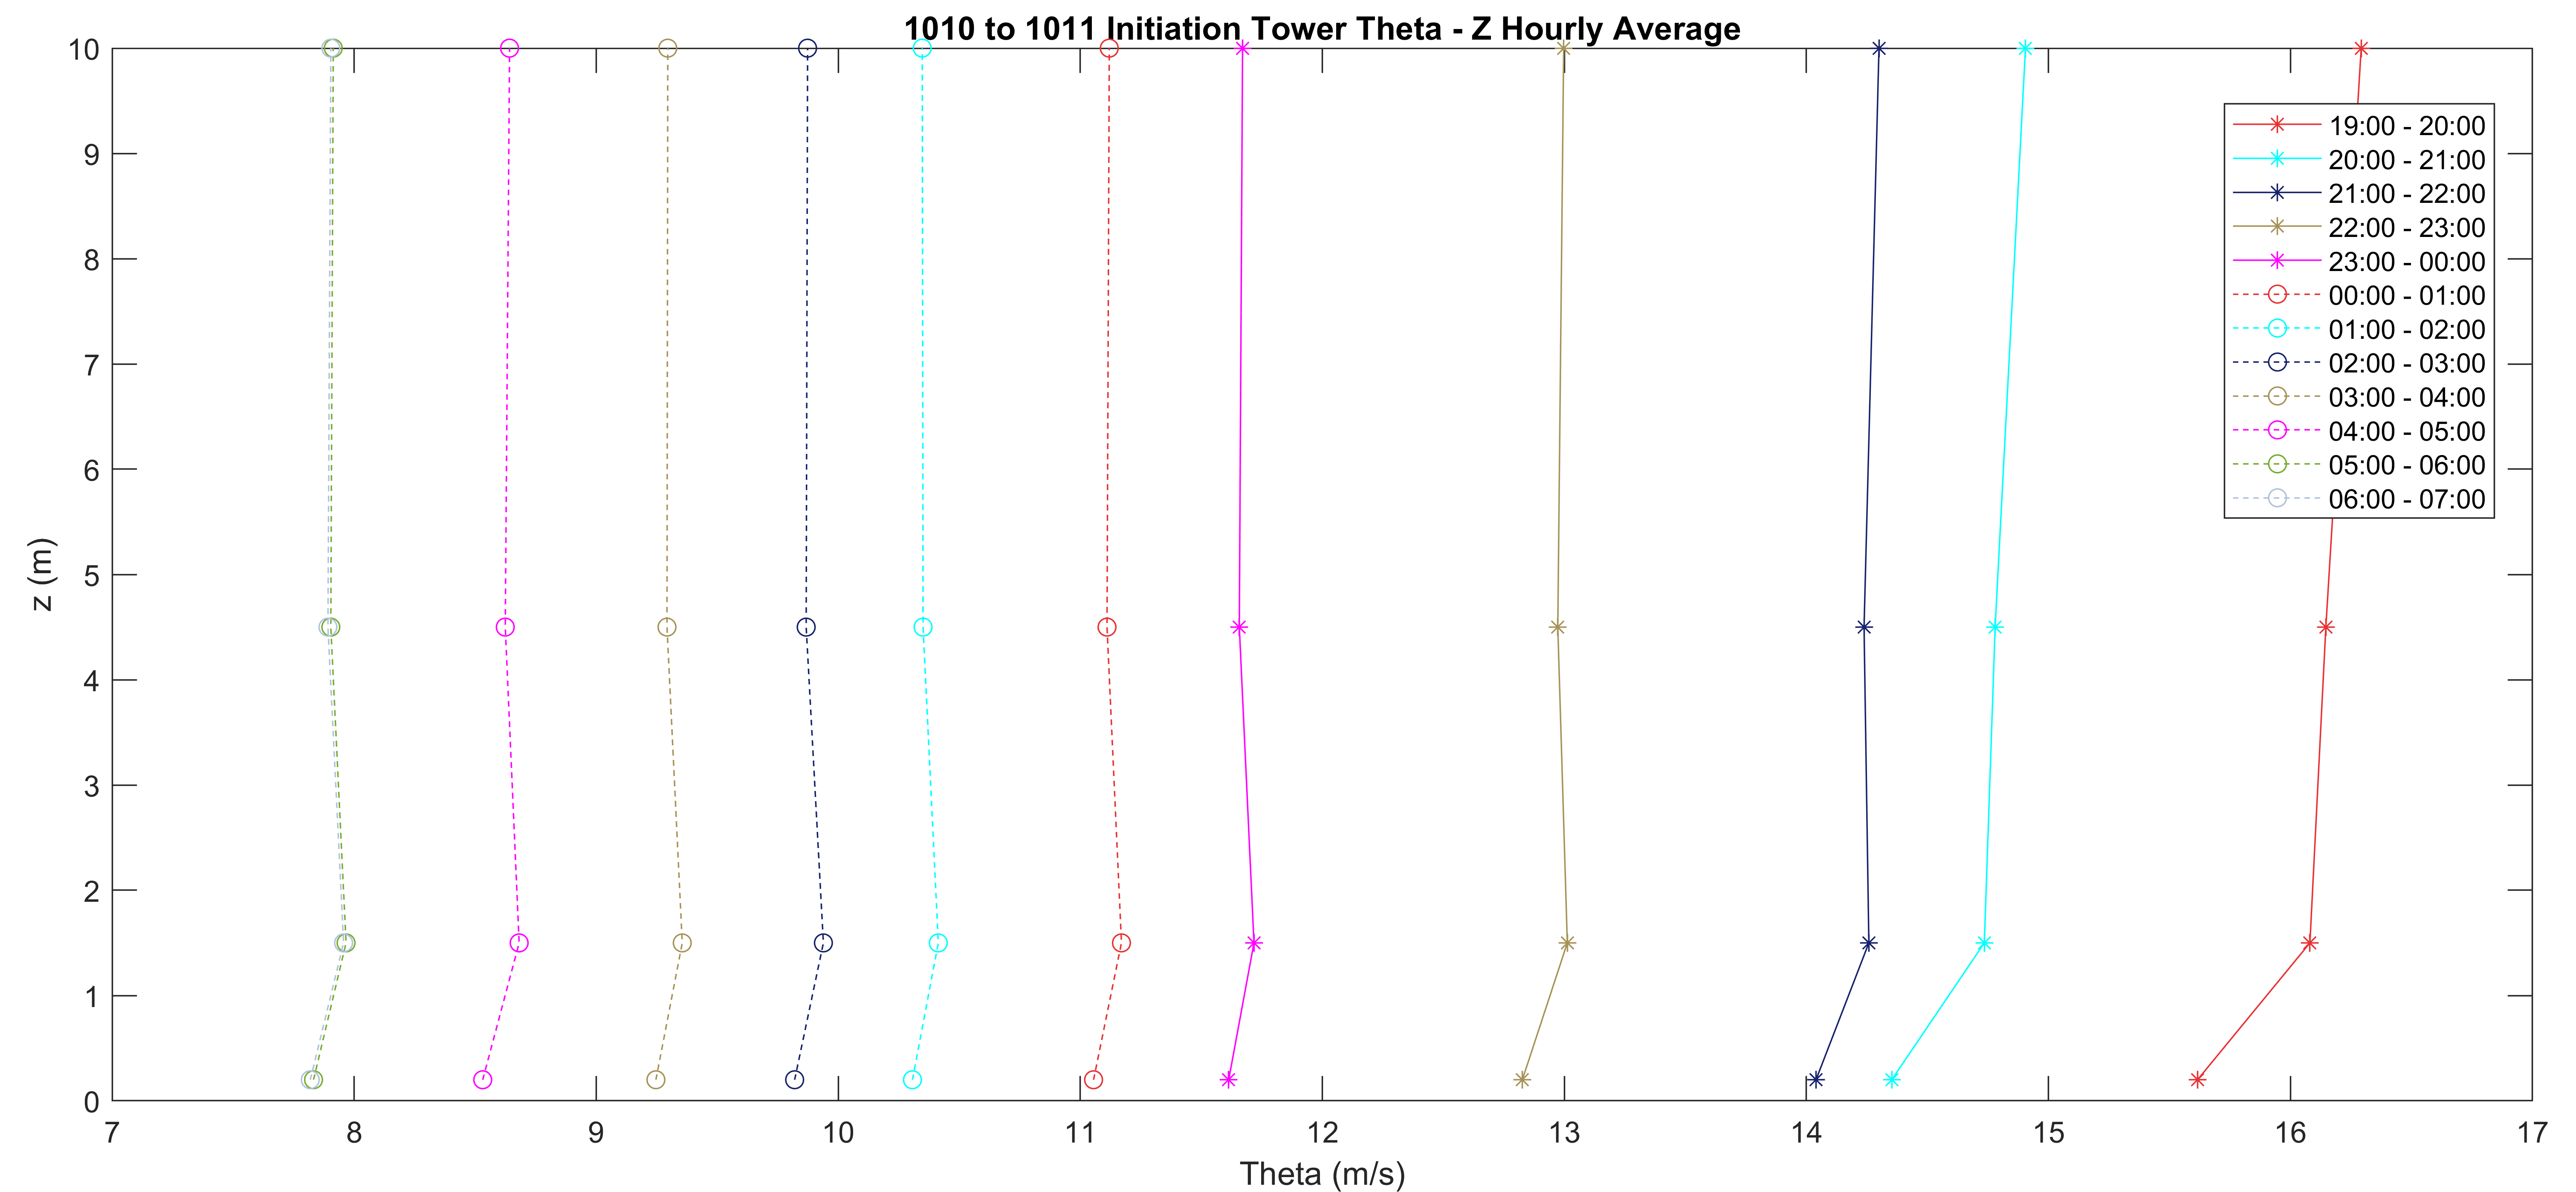 1010 to 1011 Initiation Tower Theta - Z Hourly Average
10
9
8
7
6
5
4
3
2
1
0
z (m)
19:00 - 20:00
20:00 - 21:00
21:00 - 22:00
22:00 - 23:00
23:00 - 00:00
00:00 - 01:00
01:00 - 02:00
02:00 - 03:00
03:00 - 04:00
04:00 - 05:00
05:00 - 06:00
06:00 - 07:00
7 8 9 10 11 12 13 14 15 16 17
Theta (m/s)